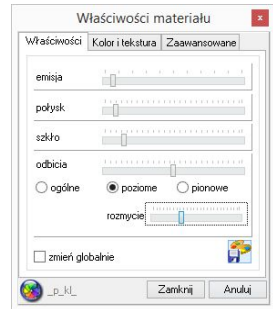 Właściwości materiału
x
Właściwości Kolor i tekstura Zaawansowane
emisja
połysk
szkło
odbicia
ogólne poziome pionowe
rozmycie
zmień globalnie
_p_kl_ Zamknij Anuluj